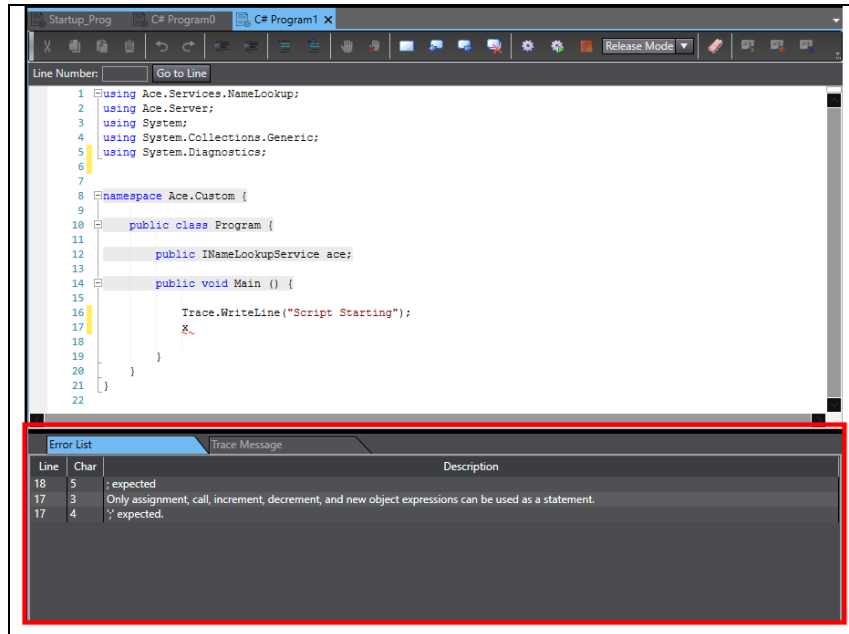 Startup_Prog C# Program0 C# Program1 X
Release Mode
Line Number: Go to Line
1 using Ace.Services.NameLookup;
2 using Ace.Server;
3 using System;
4 using System.Collections.Generic;
5 using System.Diagnostics;
6
7
8 namespace Ace.Custom {
9
10 public class Program {
11
12 public INameLookupService ace;
13
14 public void Main () {
15
16 Trace.WriteLine("Script Starting");
17 x
18
19 }
20 }
21 }
22
Error List Trace Message
Line Char Description
18 5 ; expected
17 3 Only assignment, call, increment, decrement, and new object expressions can be used as a statement.
17 4 ';' expected.